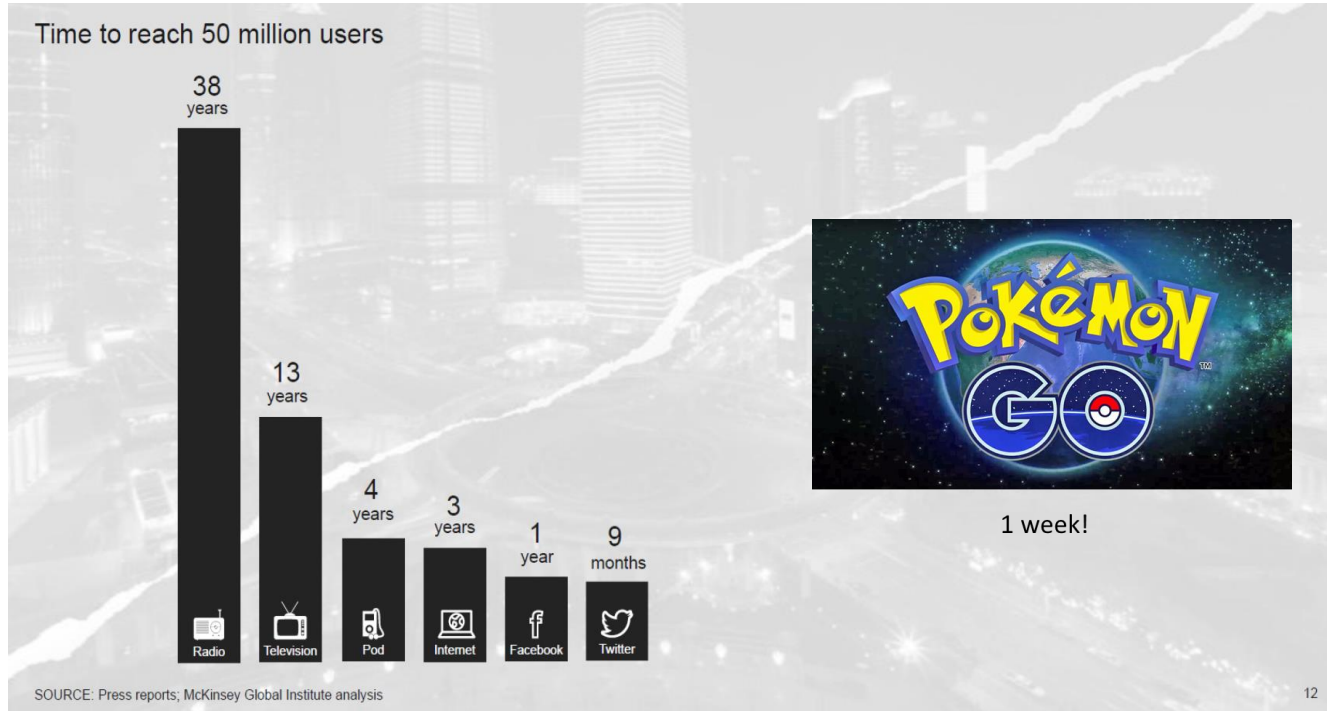 Time to reach 50 million users
38
years
13
years
4
years
3
years
1
year
9
months
Radio
Television
Pod
Internet
Facebook
Twitter
POKéMON
TM
GO
1 week!
SOURCE: Press reports; McKinsey Global Institute analysis
12